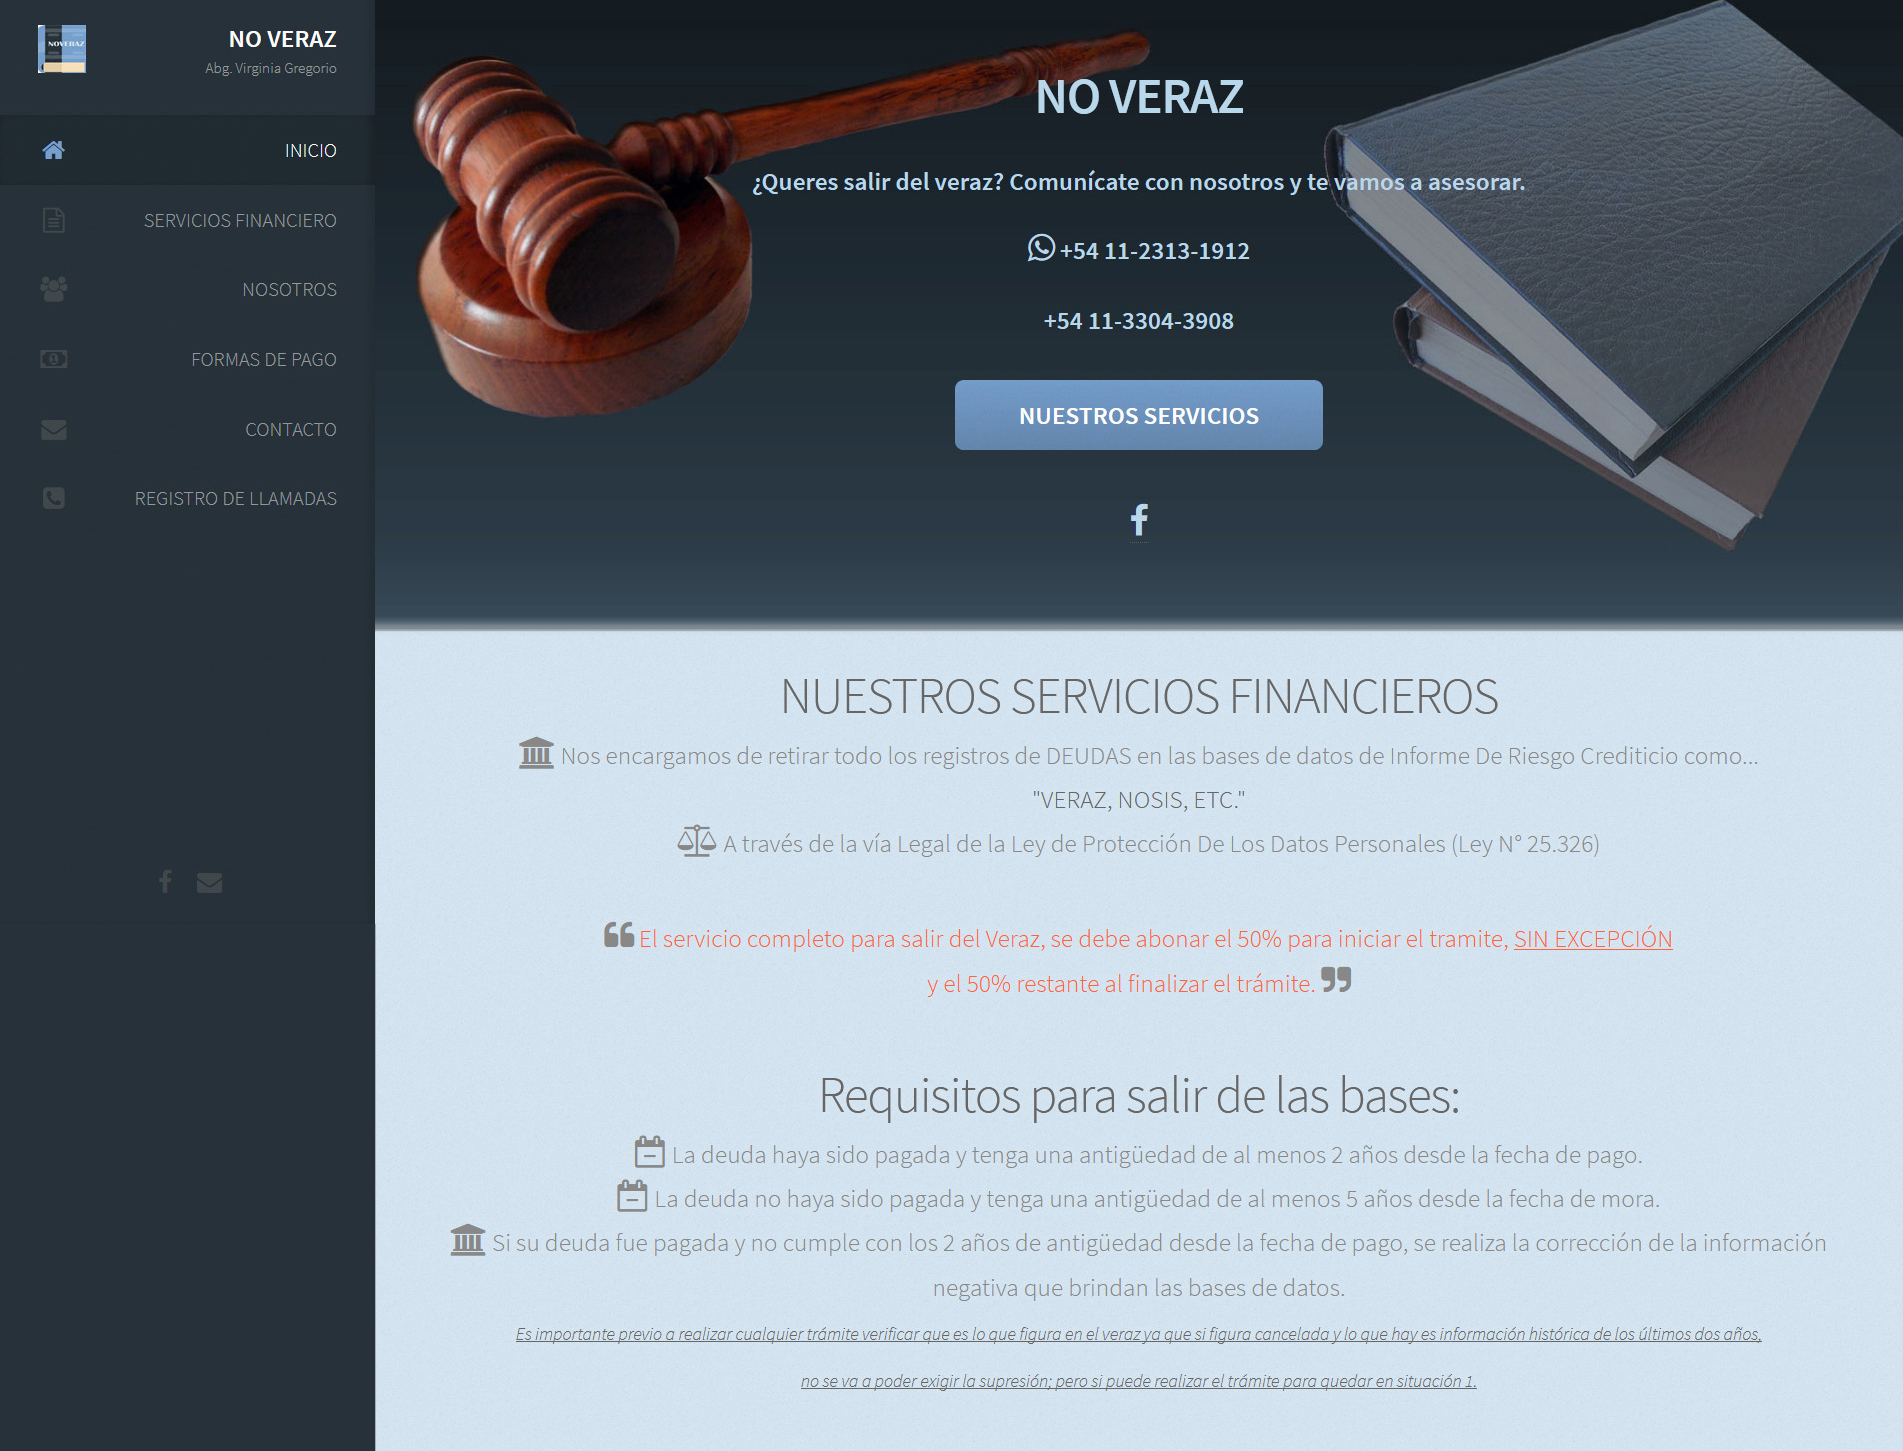 NOVERAZ
NO VERAZ
Abg. Virginia Gregorio
INICIO
SERVICIOS FINANCIERO
NOSOTROS
FORMAS DE PAGO
CONTACTO
REGISTRO DE LLAMADAS
NO VERAZ
¿Queres salir del veraz? Comunícate con nosotros y te vamos a asesorar.
+54 11-2313-1912
+54 11-3304-3908
NUESTROS SERVICIOS
NUESTROS SERVICIOS FINANCIEROS
Nos encargamos de retirar todo los registros de DEUDAS en las bases de datos de Informe De Riesgo Crediticio como...
"VERAZ, NOSIS, ETC."
A través de la vía Legal de la Ley de Protección De Los Datos Personales (Ley N° 25.326)
El servicio completo para salir del Veraz, se debe abonar el 50% para iniciar el tramite, SIN EXCEPCIÓN
y el 50% restante al finalizar el trámite.
Requisitos para salir de las bases:
La deuda haya sido pagada y tenga una antigüedad de al menos 2 años desde la fecha de pago.
La deuda no haya sido pagada y tenga una antigüedad de al menos 5 años desde la fecha de mora.
Si su deuda fue pagada y no cumple con los 2 años de antigüedad desde la fecha de pago, se realiza la corrección de la información
negativa que brindan las bases de datos.
Es importante previo a realizar cualquier trámite verificar que es lo que figura en el veraz ya que si figura cancelada y lo que hay es información histórica de los últimos dos años,
no se va a poder exigir la supresión; pero si puede realizar el trámite para quedar en situación 1.